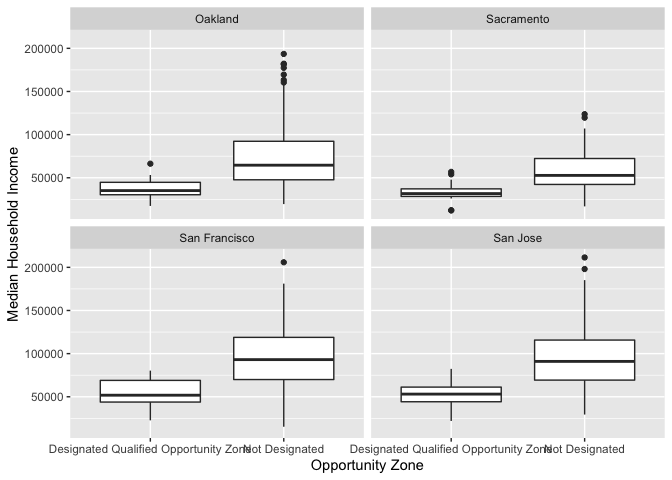 Oakland
Sacramento
200000
150000
100000
50000
San Francisco
San Jose
200000
150000
100000
50000
Median Household Income
Designated Qualified Opportunity Zone
Not Designated
Designated Qualified Opportunity Zone
Not Designated
Opportunity Zone